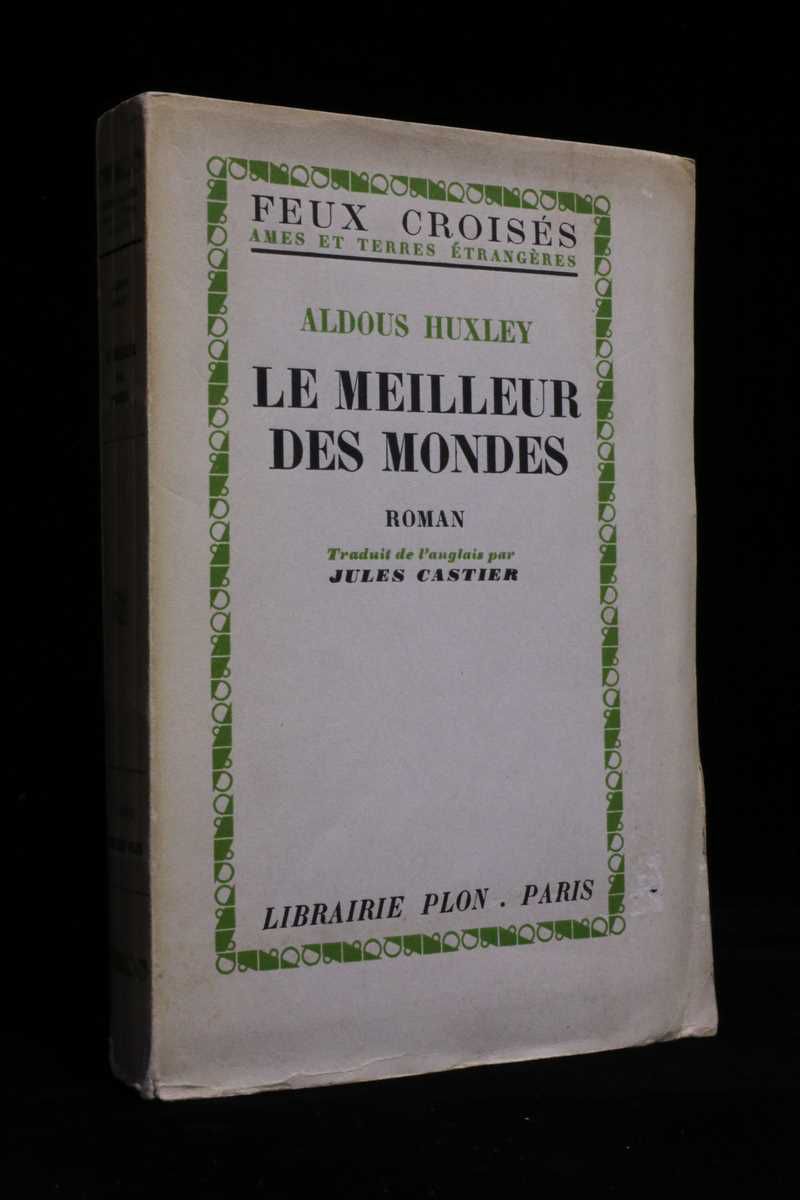 FEUX CROISÉS
AMES ET TERRES ÉTRANGÈRES
ALDOUS HUXLEY
LE MEILLEUR
DES MONDES
ROMAN
Traduit de l'anglais par
JULES CASTIER
LIBRAIRIE PLON . PARIS